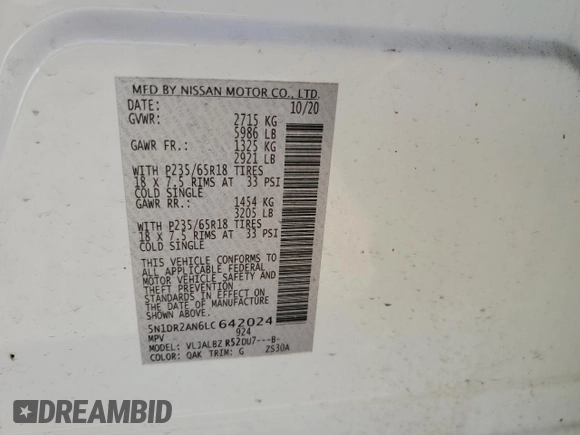 MFD BY NISSAN MOTOR CO., LTD.
DATE: 10/20
GVWR: 2715 KG
5986 LB
GAWR FR.: 1325 KG
2921 LB
WITH P235/65R18 TIRES
18 X 7.5 RIMS AT 33 PSI
COLD SINGLE
GAWR RR.: 1454 KG
3205 LB
WITH P235/65R18 TIRES
18 X 7.5 RIMS AT 33 PSI
COLD SINGLE
THIS VEHICLE CONFORMS TO
ALL APPLICABLE FEDERAL
MOTOR VEHICLE SAFETY AND
THEFT PREVENTION
STANDARDS IN EFFECT ON
THE DATE OF MANUFACTURE
SHOWN ABOVE.
5N1DR2AN6LC642024
MPV 924
MODEL: VLJALBZ R52OU7---B-
COLOR: QAK TRIM: G ZS30A
DREAMBID